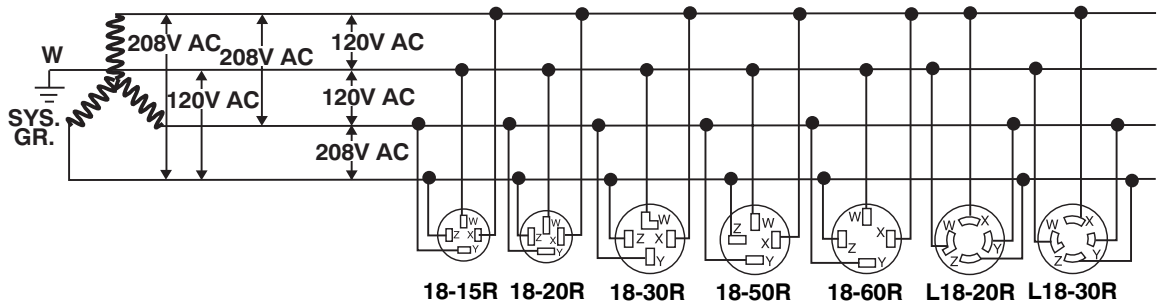 W
208V AC
208V AC
120V AC
120V AC
120V AC
208V AC
SYS.
GR.
W
Z
X
Y
W
Z
X
Y
W
Z
X
Y
W
Z
X
Y
W
Z
X
Y
W
X
Z
Y
W
X
Z
Y
18-15R 18-20R 18-30R 18-50R 18-60R L18-20R L18-30R